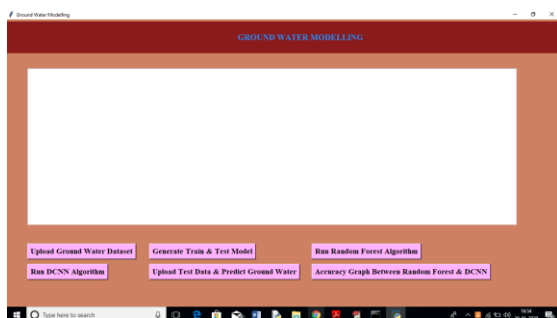 Ground Water Modelling
GROUND WATER MODELLING
Upload Ground Water Dataset Generate Train & Test Model Run Random Forest Algorithm
Run DCNN Algorithm Upload Test Data & Predict Ground Water Accuracy Graph Between Random Forest & DCNN
Type here to search